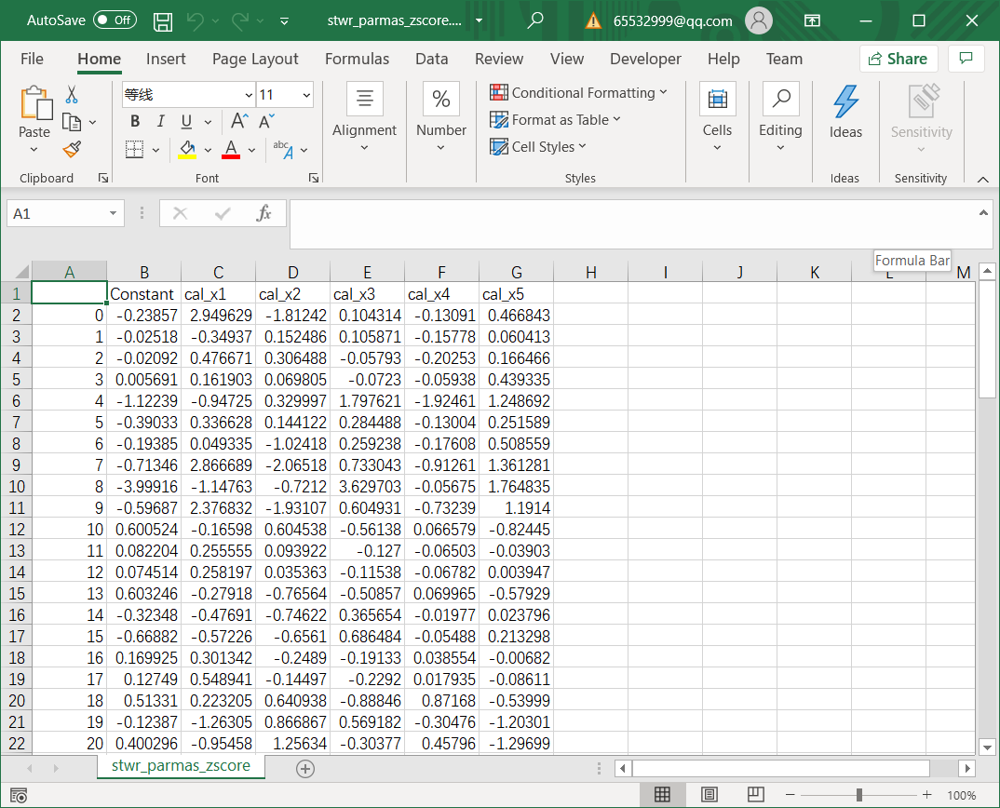 AutoSave Off stwr_parmas_zscore.... 65532999@qq.com
File Home Insert Page Layout Formulas Data Review View Developer Help Team Share
Paste 等线 11 B I U A A A abc A Alignment % Number Conditional Formatting Format as Table Cell Styles Cells Editing Ideas Sensitivity
Clipboard Font Styles Ideas Sensitivity
A1 fx
Formula Bar
A B C D E F G H I J K L M
1 Constant cal_x1 cal_x2 cal_x3 cal_x4 cal_x5
2 0 -0.23857 2.949629 -1.81242 0.104314 -0.13091 0.466843
3 1 -0.02518 -0.34937 0.152486 0.105871 -0.15778 0.060413
4 2 -0.02092 0.476671 0.306488 -0.05793 -0.20253 0.166466
5 3 0.005691 0.161903 0.069805 -0.0723 -0.05938 0.439335
6 4 -1.12239 -0.94725 0.329997 1.797621 -1.92461 1.248692
7 5 -0.39033 0.336628 0.144122 0.284488 -0.13004 0.251589
8 6 -0.19385 0.049335 -1.02418 0.259238 -0.17608 0.508559
9 7 -0.71346 2.866689 -2.06518 0.733043 -0.91261 1.361281
10 8 -3.99916 -1.14763 -0.7212 3.629703 -0.05675 1.764835
11 9 -0.59687 2.376832 -1.93107 0.604931 -0.73239 1.1914
12 10 0.600524 -0.16598 0.604538 -0.56138 0.066579 -0.82445
13 11 0.082204 0.255555 0.093922 -0.127 -0.06503 -0.03903
14 12 0.074514 0.258197 0.035363 -0.11538 -0.06782 0.003947
15 13 0.603246 -0.27918 -0.76564 -0.50857 0.069965 -0.57929
16 14 -0.32348 -0.47691 -0.74622 0.365654 -0.01977 0.023796
17 15 -0.66882 -0.57226 -0.6561 0.686484 -0.05488 0.213298
18 16 0.169925 0.301342 -0.2489 -0.19133 0.038554 -0.00682
19 17 0.12749 0.548941 -0.14497 -0.2292 0.017935 -0.08611
20 18 0.51331 0.223205 0.640938 -0.88846 0.87168 -0.53999
21 19 -0.12387 -1.26305 0.866867 0.569182 -0.30476 -1.20301
22 20 0.400296 -0.95458 1.25634 -0.30377 0.45796 -1.29699
stwr_parmas_zscore
100%